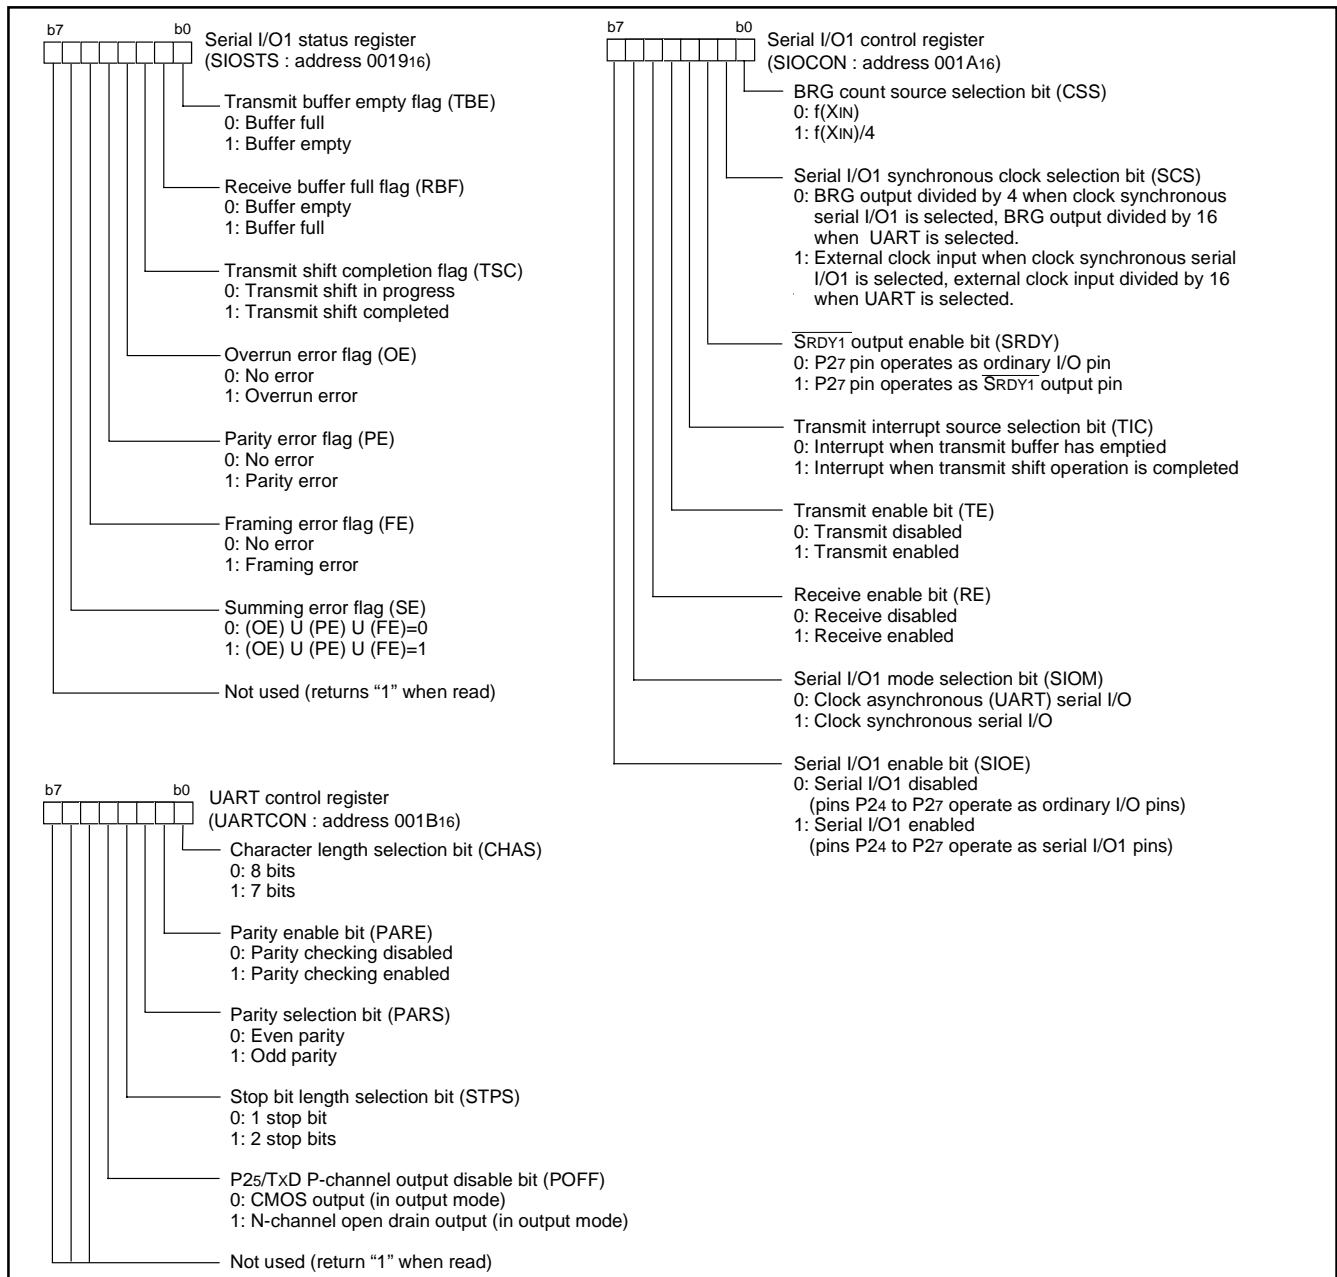 b7 b0
Serial I/O1 status register
(SIOSTS : address 001916)
Transmit buffer empty flag (TBE)
0: Buffer full
1: Buffer empty
Receive buffer full flag (RBF)
0: Buffer empty
1: Buffer full
Transmit shift completion flag (TSC)
0: Transmit shift in progress
1: Transmit shift completed
Overrun error flag (OE)
0: No error
1: Overrun error
Parity error flag (PE)
0: No error
1: Parity error
Framing error flag (FE)
0: No error
1: Framing error
Summing error flag (SE)
0: (OE) U (PE) U (FE)=0
1: (OE) U (PE) U (FE)=1
Not used (returns “1” when read)
b7 b0
UART control register
(UARTCON : address 001B16)
Character length selection bit (CHAS)
0: 8 bits
1: 7 bits
Parity enable bit (PARE)
0: Parity checking disabled
1: Parity checking enabled
Parity selection bit (PARS)
0: Even parity
1: Odd parity
Stop bit length selection bit (STPS)
0: 1 stop bit
1: 2 stop bits
P25/TXD P-channel output disable bit (POFF)
0: CMOS output (in output mode)
1: N-channel open drain output (in output mode)
Not used (return “1” when read)
b7 b0
Serial I/O1 control register
(SIOCON : address 001A16)
BRG count source selection bit (CSS)
0: f(XIN)
1: f(XIN)/4
Serial I/O1 synchronous clock selection bit (SCS)
0: BRG output divided by 4 when clock synchronous
serial I/O1 is selected, BRG output divided by 16
when UART is selected.
1: External clock input when clock synchronous serial
I/O1 is selected, external clock input divided by 16
when UART is selected.
SRDY1 output enable bit (SRDY)
0: P27 pin operates as ordinary I/O pin
1: P27 pin operates as SRDY1 output pin
Transmit interrupt source selection bit (TIC)
0: Interrupt when transmit buffer has emptied
1: Interrupt when transmit shift operation is completed
Transmit enable bit (TE)
0: Transmit disabled
1: Transmit enabled
Receive enable bit (RE)
0: Receive disabled
1: Receive enabled
Serial I/O1 mode selection bit (SIOM)
0: Clock asynchronous (UART) serial I/O
1: Clock synchronous serial I/O
Serial I/O1 enable bit (SIOE)
0: Serial I/O1 disabled
(pins P24 to P27 operate as ordinary I/O pins)
1: Serial I/O1 enabled
(pins P24 to P27 operate as serial I/O1 pins)